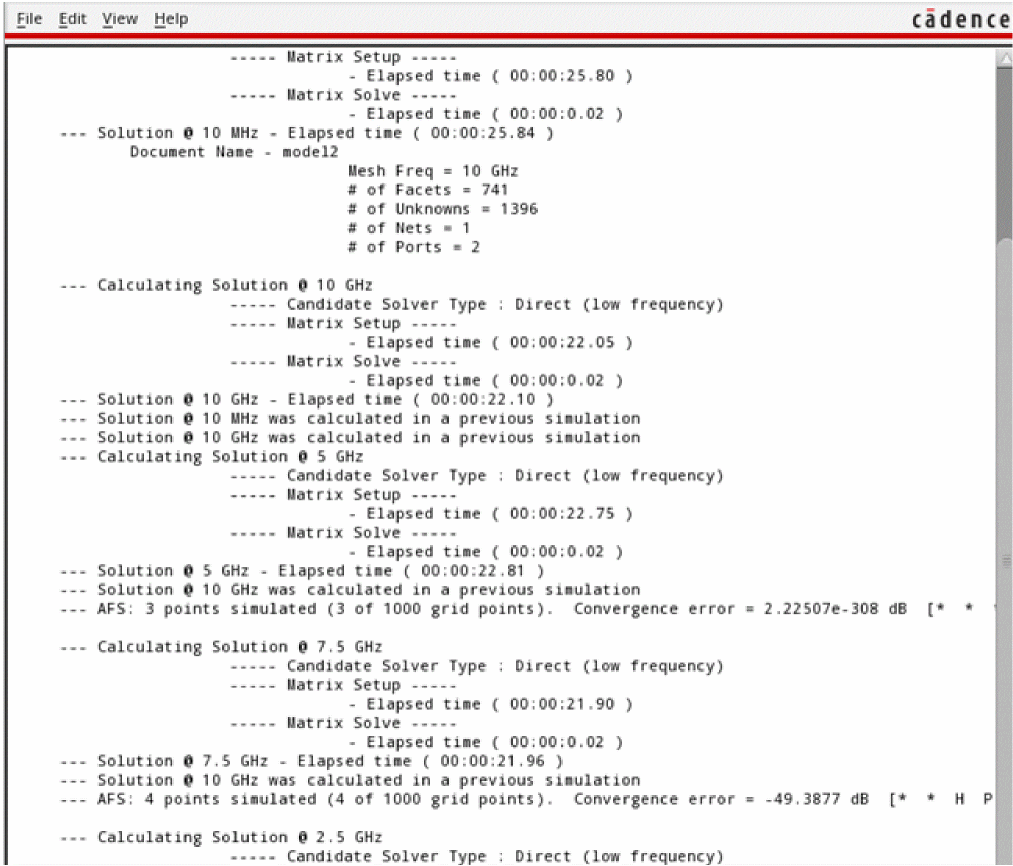 File Edit View Help
cādence
----- Matrix Setup -----
- Elapsed time ( 00:00:25.80 )
----- Matrix Solve -----
- Elapsed time ( 00:00:0.02 )
--- Solution @ 10 MHz - Elapsed time ( 00:00:25.84 )
Document Name - model2
Mesh Freq = 10 GHz
# of Facets = 741
# of Unknowns = 1396
# of Nets = 1
# of Ports = 2
--- Calculating Solution @ 10 GHz
----- Candidate Solver Type : Direct (low frequency)
----- Matrix Setup -----
- Elapsed time ( 00:00:22.05 )
----- Matrix Solve -----
- Elapsed time ( 00:00:0.02 )
--- Solution @ 10 GHz - Elapsed time ( 00:00:22.10 )
--- Solution @ 10 MHz was calculated in a previous simulation
--- Solution @ 10 GHz was calculated in a previous simulation
--- Calculating Solution @ 5 GHz
----- Candidate Solver Type : Direct (low frequency)
----- Matrix Setup -----
- Elapsed time ( 00:00:22.75 )
----- Matrix Solve -----
- Elapsed time ( 00:00:0.02 )
--- Solution @ 5 GHz - Elapsed time ( 00:00:22.81 )
--- Solution @ 10 GHz was calculated in a previous simulation
--- AFS: 3 points simulated (3 of 1000 grid points). Convergence error = 2.22507e-308 dB [* *
--- Calculating Solution @ 7.5 GHz
----- Candidate Solver Type : Direct (low frequency)
----- Matrix Setup -----
- Elapsed time ( 00:00:21.90 )
----- Matrix Solve -----
- Elapsed time ( 00:00:0.02 )
--- Solution @ 7.5 GHz - Elapsed time ( 00:00:21.96 )
--- Solution @ 10 GHz was calculated in a previous simulation
--- AFS: 4 points simulated (4 of 1000 grid points). Convergence error = -49.3877 dB [* * H P
--- Calculating Solution @ 2.5 GHz
----- Candidate Solver Type : Direct (low frequency)